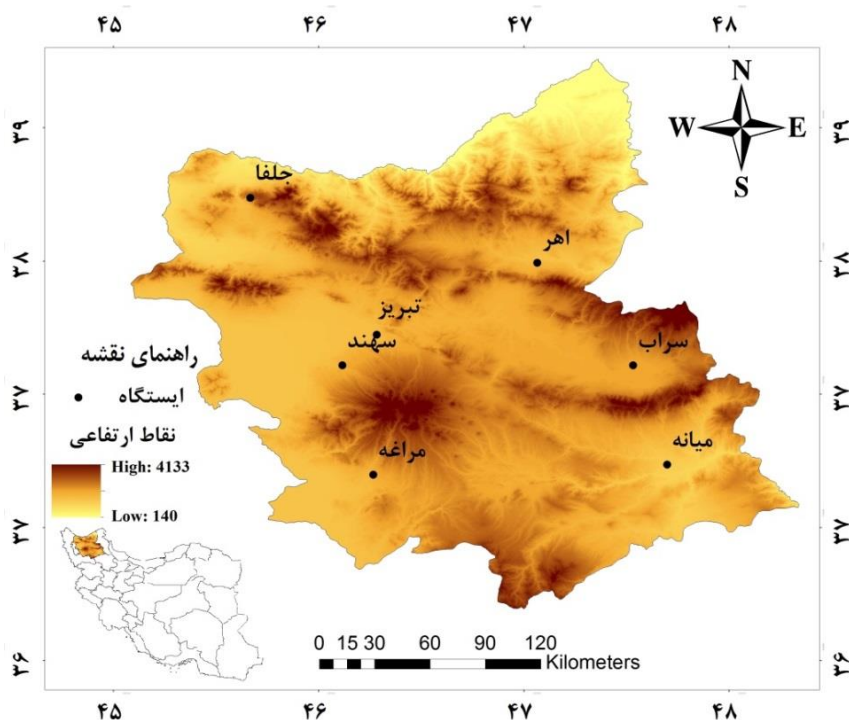 ۴۵ ۴۶ ۴۷ ۴۸
N
W E
S
۳۹
۳۸
۳۷
۳۷
۳۶
۳۹
۳۸
۳۷
۳۷
۳۶
جلفا
اهر
تبریز
سهند
سراب
میانه
مراغه
راهنمای نقشه
ایستگاه
نقاط ارتفاعی
High: 4133
Low: 140
0 15 30 60 90 120
Kilometers
۴۵ ۴۶ ۴۷ ۴۸